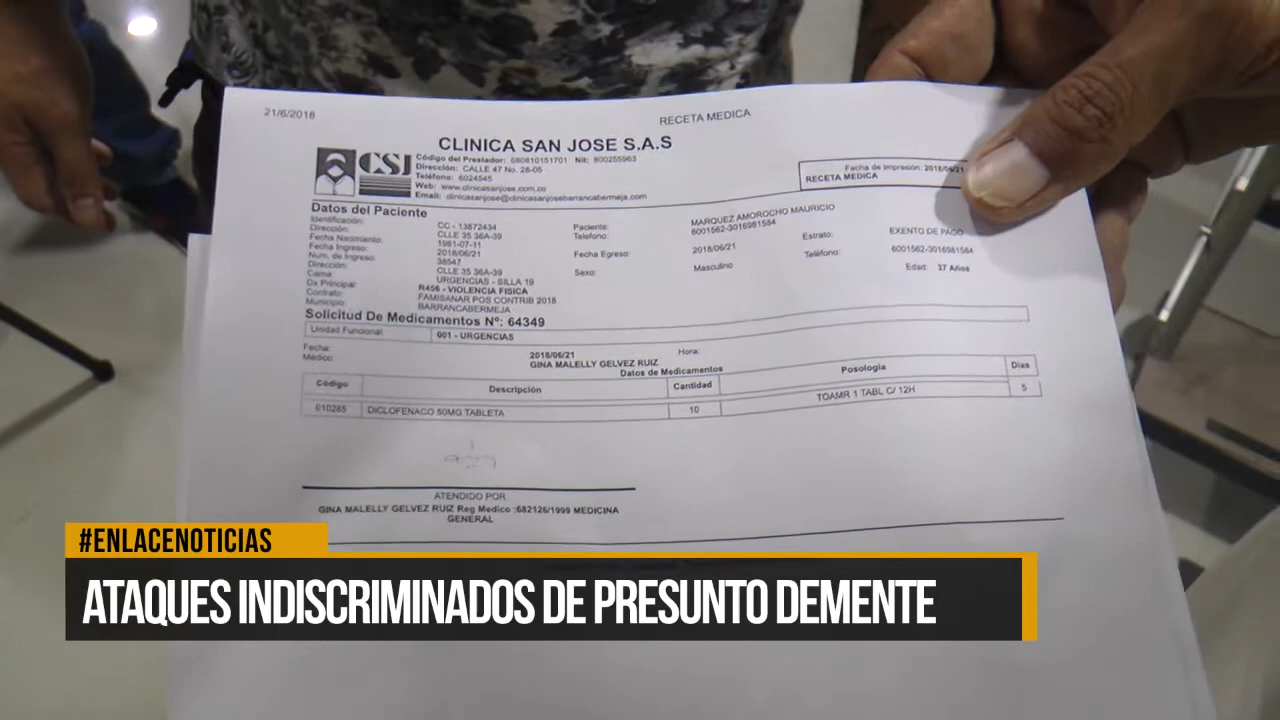 21/6/2018
RECETA MEDICA
CLINICA SAN JOSE S.A.S
CSJ
Código del Prestador: 680810151701 Nit: 800255963
Dirección: CALLE 47 No. 28-05
Teléfono: 6024545
Web: www.clinicasanjose.com.co
Email: clinicasanjose@clinicasanjosebarrancabermeja.com
Fecha de Impresión: 2018/06/21
RECETA MEDICA
Datos del Paciente
Identificación: CC - 13672434 Paciente: MARQUEZ AMOROCHO MAURICIO
Dirección: CLLE 35 36A-39 Telefono: 6001562-3016981584 Estrato: EXENTO DE PAGO
Fecha Nacimiento: 1981-07-11
Fecha Ingreso: 2018/06/21 Fecha Egreso: 2018/06/21 Teléfono: 6001562-3016981584
Num. de Ingreso: 38547
Dirección: CLLE 35 36A-39 Sexo: Masculino Edad: 37 Años
Cama URGENCIAS - SILLA 19
Dx Principal: R456 - VIOLENCIA FISICA
Contrato: FAMISANAR POS CONTRIB 2018
Municipio BARRANCABERMEJA
Solicitud De Medicamentos Nº: 64349
Unidad Funcional: 001 - URGENCIAS
Fecha: 2018/06/21 Hora:
Médico: GINA MALELLY GELVEZ RUIZ
Datos de Medicamentos
Código Descripción Cantidad Posología Dias
010265 DICLOFENACO 50MG TABLETA 10 TOAMR 1 TABL C/ 12H 5
ATENDIDO POR
GINA MALELLY GELVEZ RUIZ Reg Medico :682126/1999 MEDICINA
GENERAL
#ENLACENOTICIAS
ATAQUES INDISCRIMINADOS DE PRESUNTO DEMENTE